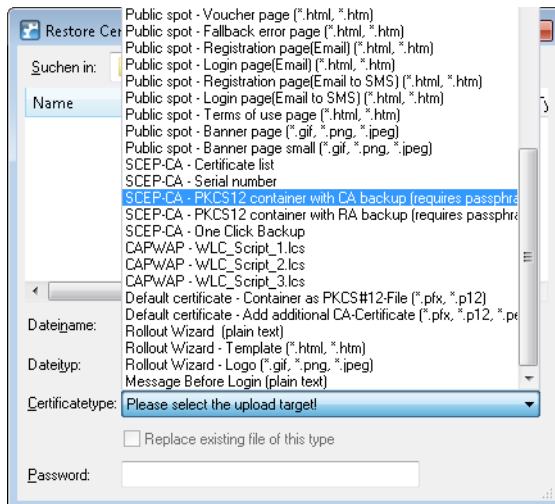 Public spot - Voucher page (*.html, *.htm)
Restore Cer
Public spot - Fallback error page (*.html, *.htm)
Public spot - Registration page(Email) (*.html, *.htm)
Suchen in:
Public spot - Login page(Email) (*.html, *.htm)
Public spot - Registration page(Email to SMS) (*.html, *.htm)
Name
Public spot - Login page(Email to SMS) (*.html, *.htm)
Public spot - Terms of use page (*.html, *.htm)
Public spot - Banner page (*.gif, *.png, *.jpeg)
Public spot - Banner page small (*.gif, *.png, *.jpeg)
SCEP-CA - Certificate list
SCEP-CA - Serial number
SCEP-CA - PKCS12 container with CA backup (requires passphra
SCEP-CA - PKCS12 container with RA backup (requires passphra
SCEP-CA - One Click Backup
CAPWAP - WLC_Script_1.lcs
CAPWAP - WLC_Script_2.lcs
CAPWAP - WLC_Script_3.lcs
Default certificate - Container as PKCS#12-File (*.pfx, *.p12)
Default certificate - Add additional CA-Certificate (*.pfx, *.p12, *.pe
Dateiname:
Rollout Wizard (plain text)
Rollout Wizard - Template (*.html, *.htm)
Dateityp:
Rollout Wizard - Logo (*.gif, *.png, *.jpeg)
Message Before Login (plain text)
Certificatetype: Please select the upload target!
Replace existing file of this type
Password: